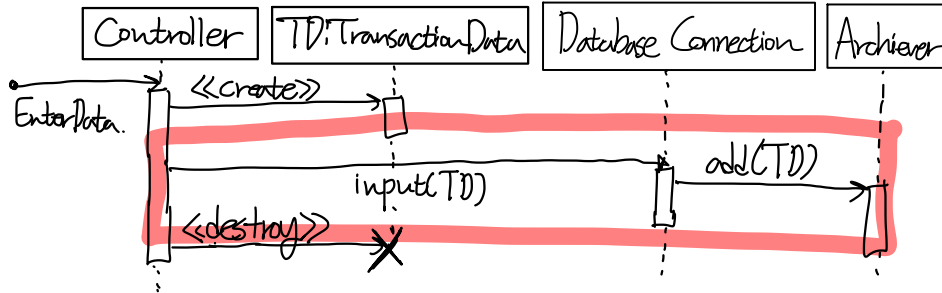 Controller
TD:TransactionData
Database Connection
Archiever
EnterData.
<<create>>
input(TD)
add(TD)
<<destroy>>